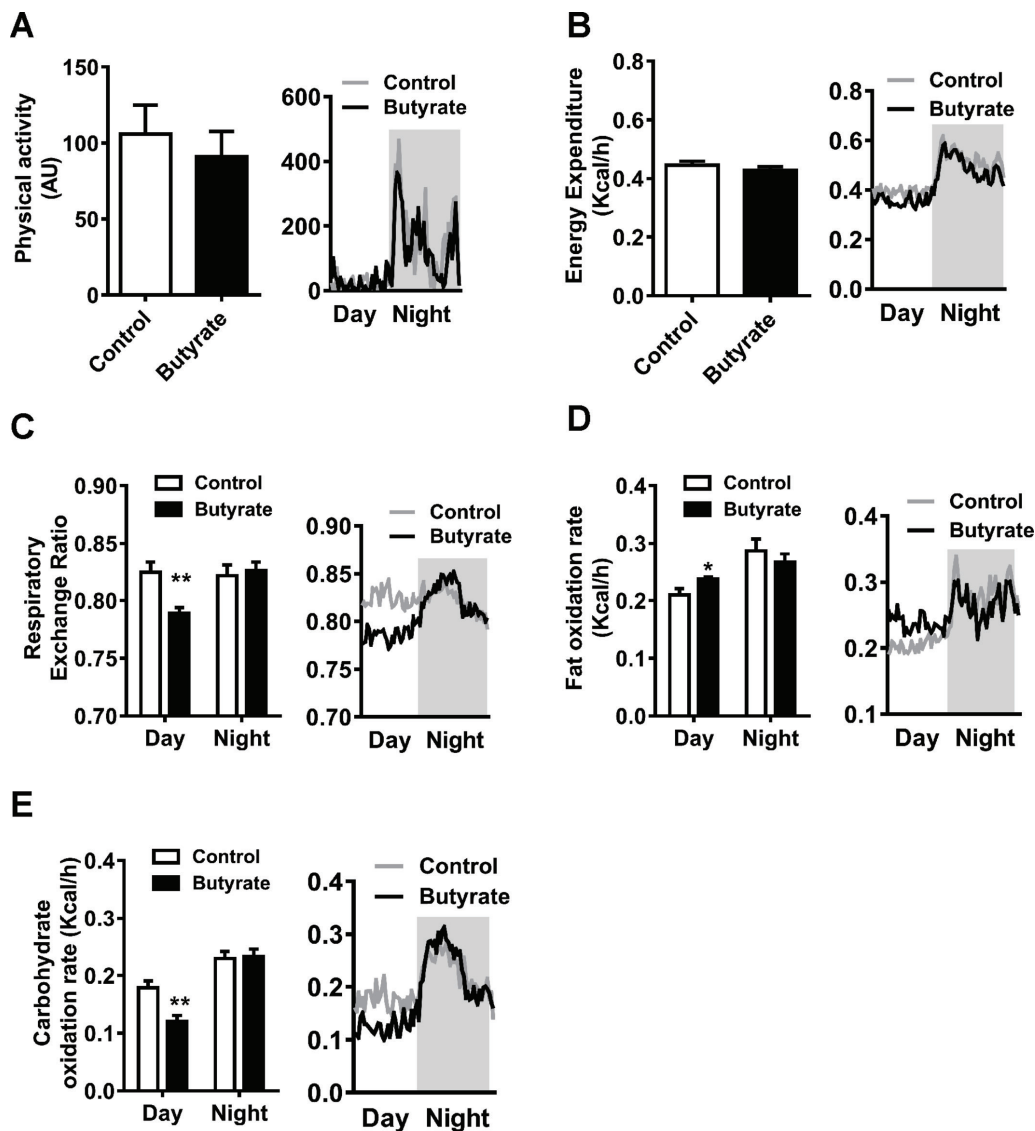 A
Physical activity
(AU)
150
100
50
0
Control
Butyrate
Control
Butyrate
600
400
200
0
Day Night
B
Energy Expenditure
(Kcal/h)
0.8
0.6
0.4
0.2
0.0
Control
Butyrate
Control
Butyrate
0.8
0.6
0.4
0.2
0.0
Day Night
C
Respiratory
Exchange Ratio
Control
Butyrate
0.90
0.85
0.80
0.75
0.70
**
Day Night
Control
Butyrate
0.90
0.85
0.80
0.75
0.70
Day Night
D
Fat oxidation rate
(Kcal/h)
Control
Butyrate
0.4
0.3
0.2
0.1
0.0
*
Day Night
Control
Butyrate
0.4
0.3
0.2
0.1
Day Night
E
Carbohydrate
oxidation rate (Kcal/h)
Control
Butyrate
0.4
0.3
0.2
0.1
0.0
**
Day Night
Control
Butyrate
0.4
0.3
0.2
0.1
0.0
Day Night